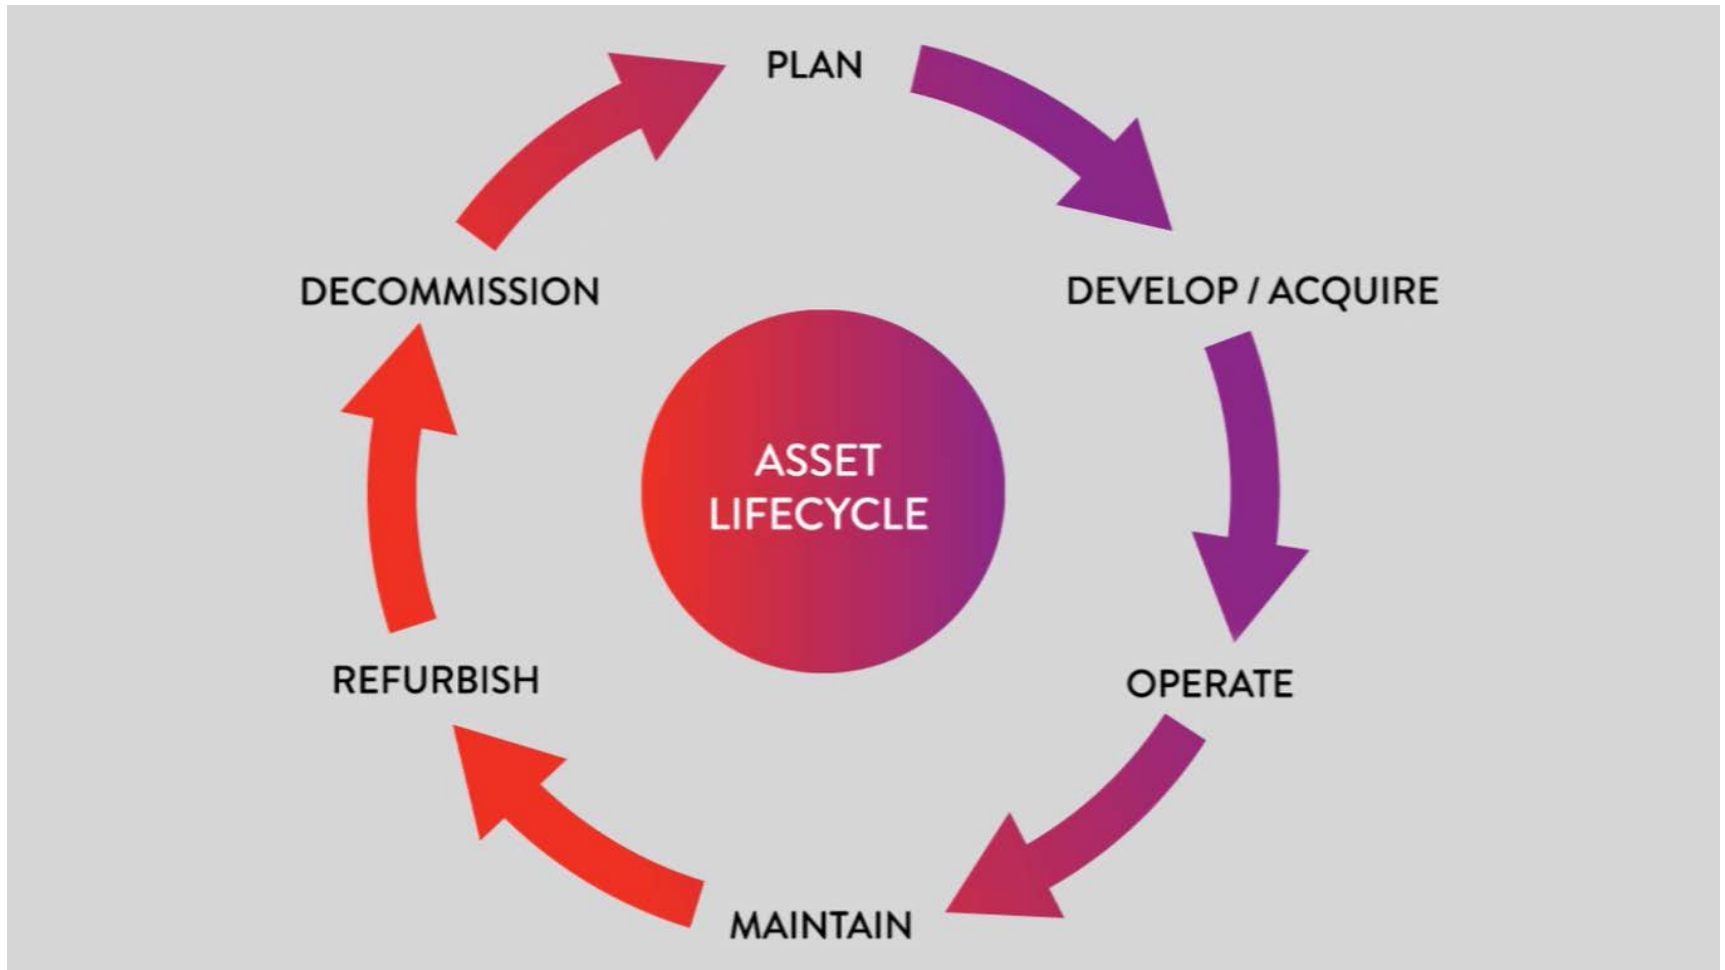 PLAN
DEVELOP / ACQUIRE
OPERATE
MAINTAIN
REFURBISH
DECOMMISSION
ASSET
LIFECYCLE